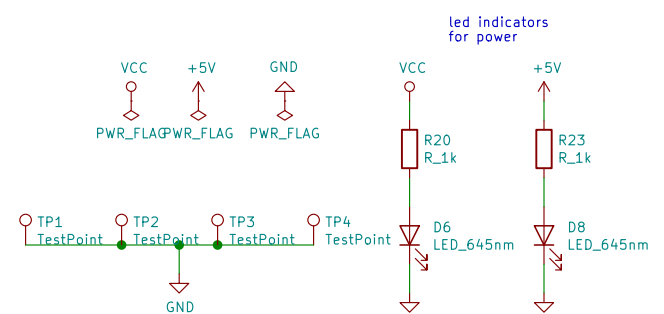 led indicators
for power
VCC
+5V
GND
VCC
+5V
PWR_FLAG
PWR_FLAG
PWR_FLAG
R20
R_1k
R23
R_1k
TP1
TestPoint
TP2
TestPoint
TP3
TestPoint
TP4
TestPoint
D6
LED_645nm
D8
LED_645nm
GND